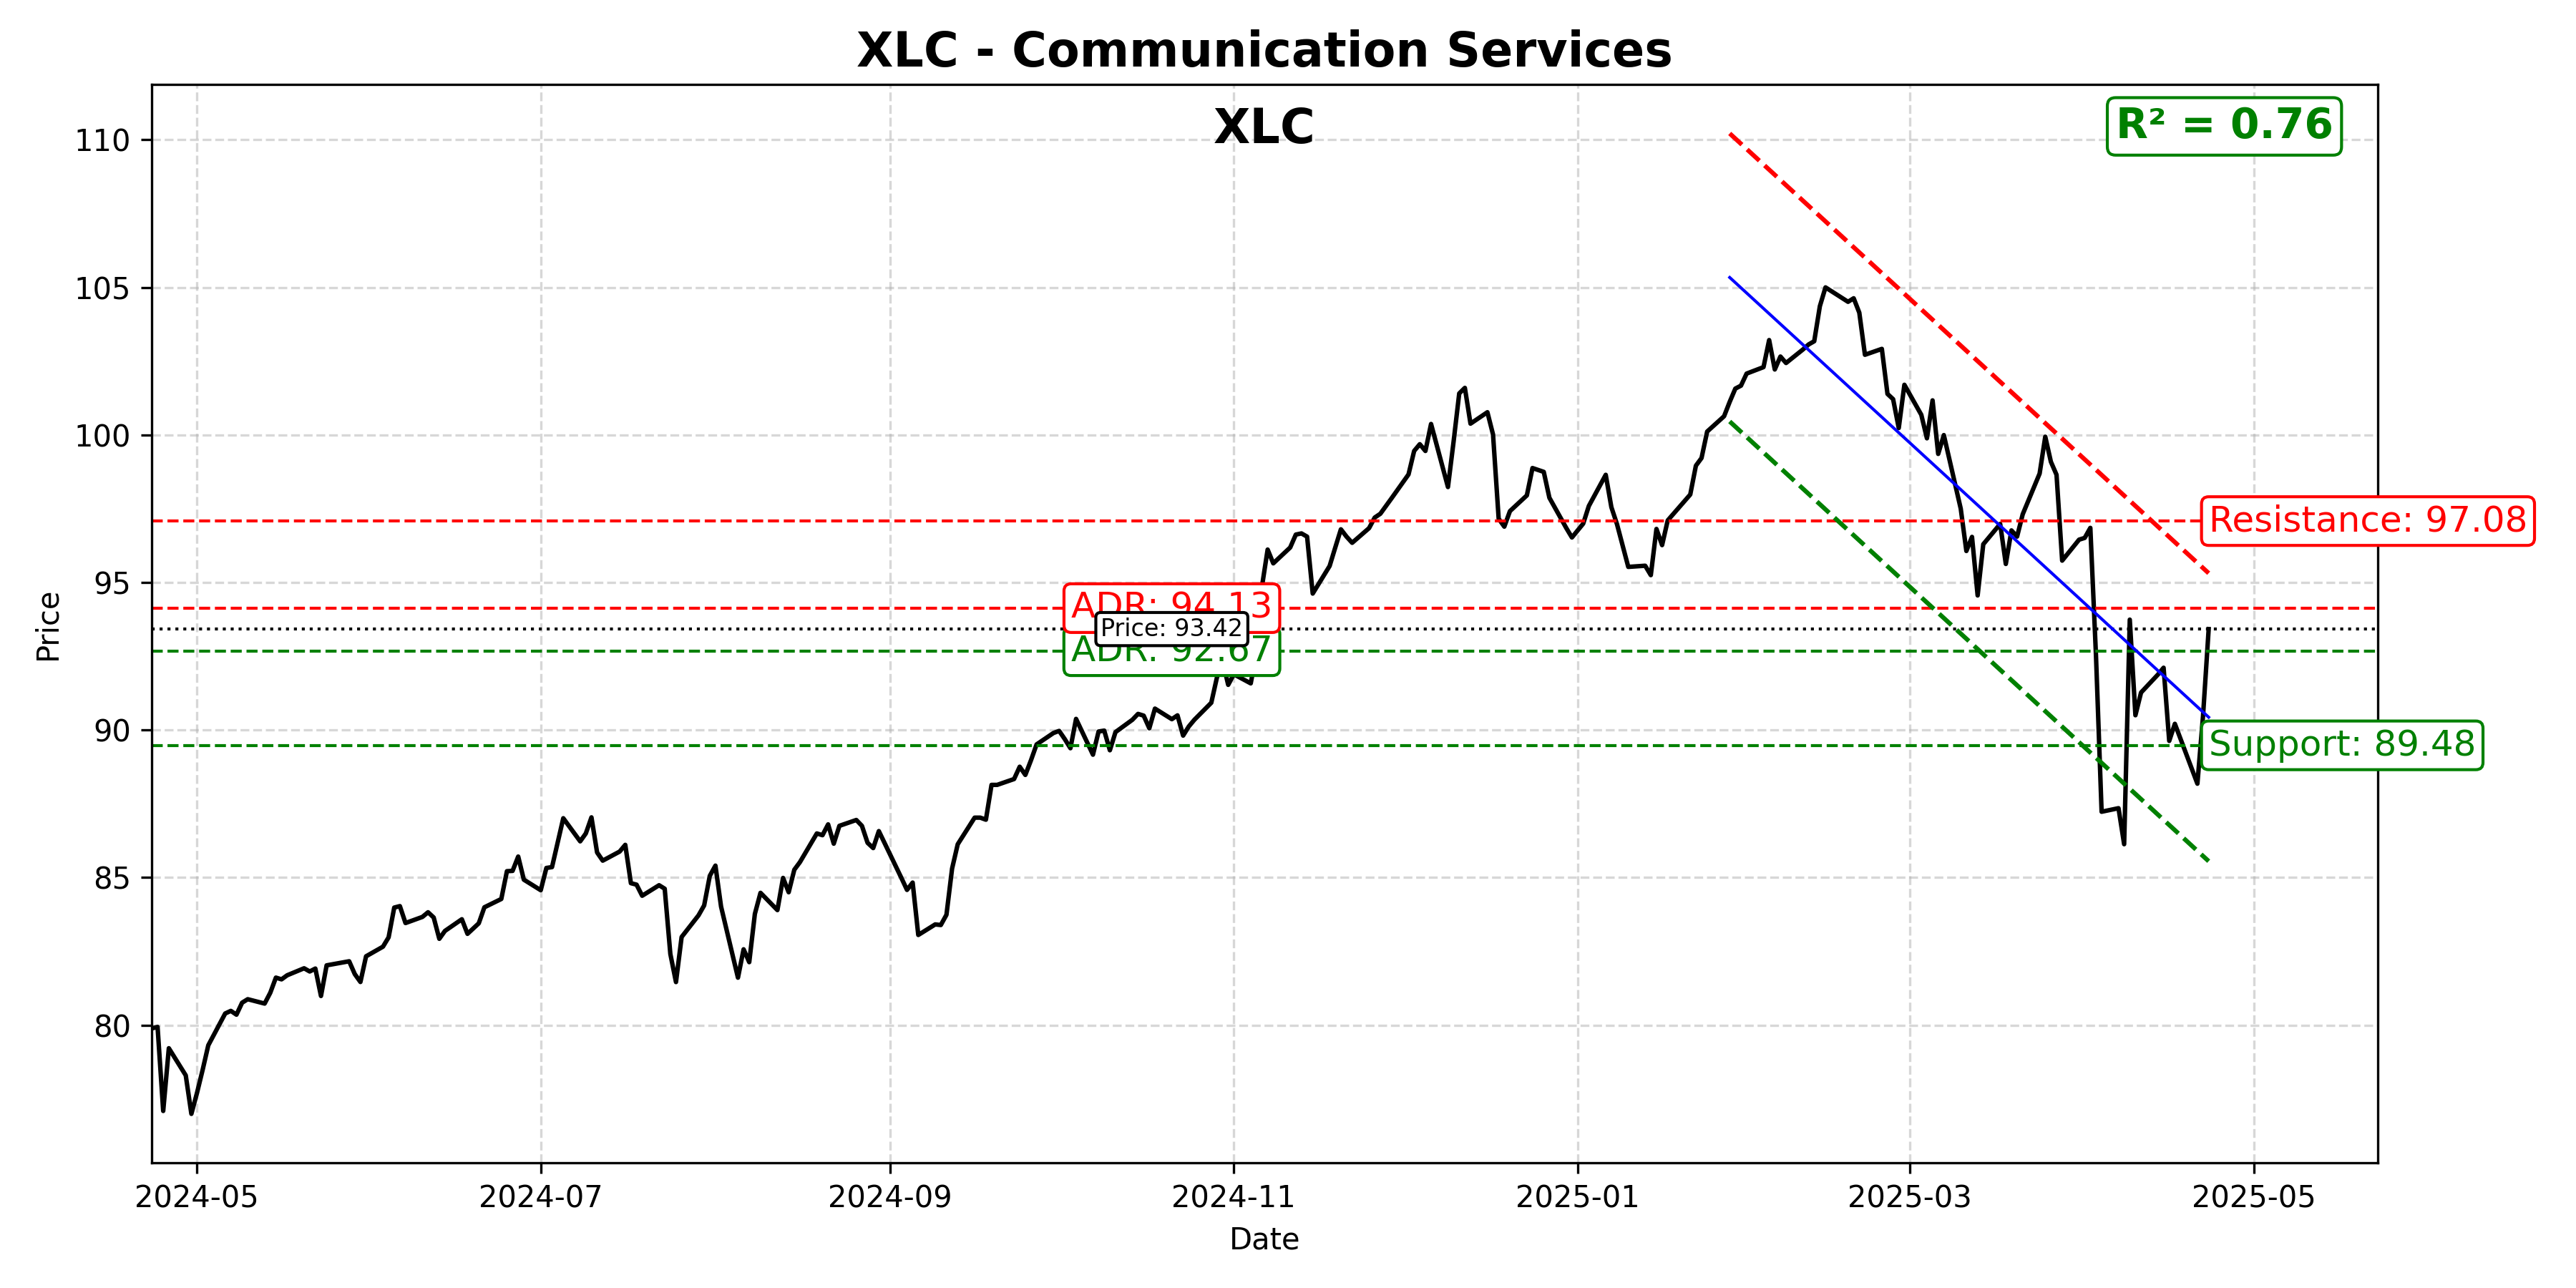 XLC - Communication Services
XLC
R² = 0.76
110
105
100
95
90
85
80
Price
Resistance: 97.08
ADR: 94.13
Price: 93.42
ADR: 92.67
Support: 89.48
2024-05
2024-07
2024-09
2024-11
2025-01
2025-03
2025-05
Date